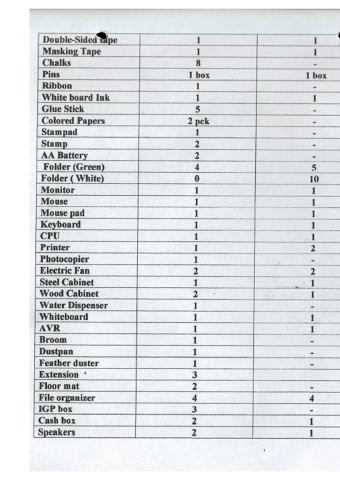 Double-Sided tape 1 1
Masking Tape 1 1
Chalks 8 -
Pins 1 box 1 box
Ribbon 1 -
White board Ink 1 1
Glue Stick 5 -
Colored Papers 2 pck -
Stampad 1 -
Stamp 2 -
AA Battery 2 -
Folder (Green) 4 5
Folder ( White) 0 10
Monitor 1 1
Mouse 1 1
Mouse pad 1 1
Keyboard 1 1
CPU 1 1
Printer 1 2
Photocopier 1 -
Electric Fan 2 2
Steel Cabinet 1 1
Wood Cabinet 2 1
Water Dispenser 1 -
Whiteboard 1 1
AVR 1 1
Broom 1 -
Dustpan 1 -
Feather duster 1 -
Extension 3
Floor mat 2 -
File organizer 4 4
IGP box 3 -
Cash box 2 1
Speakers 2 1